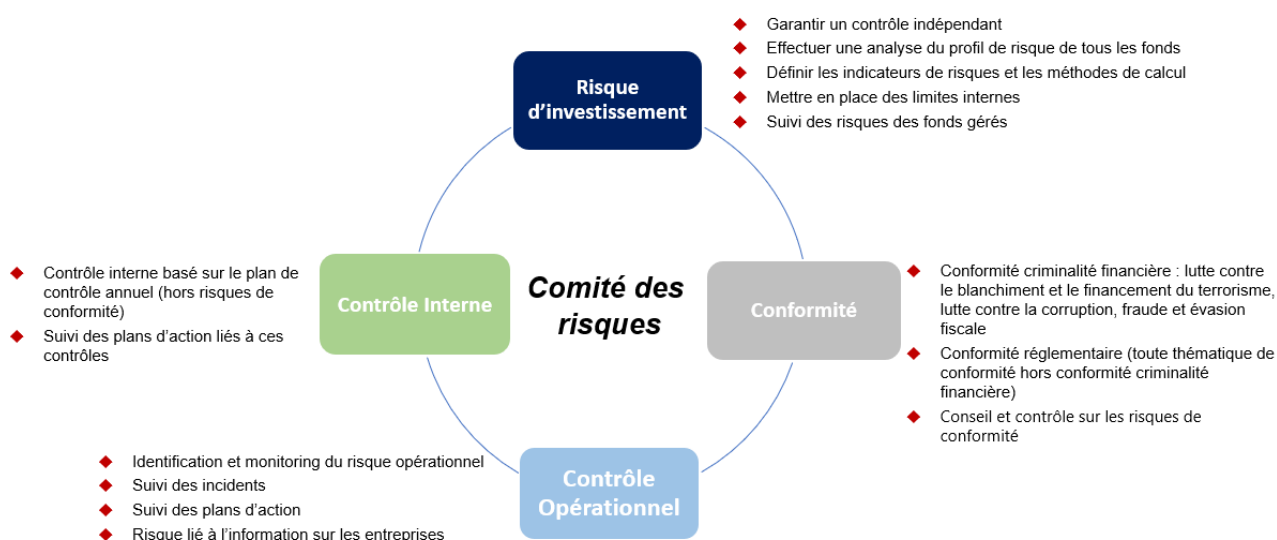 Garantir un contrôle indépendant
Effectuer une analyse du profil de risque de tous les fonds
Définir les indicateurs de risques et les méthodes de calcul
Mettre en place des limites internes
Suivi des risques des fonds gérés
Risque
d'investissement
Contrôle interne basé sur le plan de
contrôle annuel (hors risques de
conformité)
Suivi des plans d'action liés à ces
contrôles
Contrôle Interne
Comité des
risques
Conformité
Conformité criminalité financière : lutte contre
le blanchiment et le financement du terrorisme,
lutte contre la corruption, fraude et évasion
fiscale
Conformité réglementaire (toute thématique de
conformité hors conformité criminalité
financière)
Conseil et contrôle sur les risques de
conformité
Identification et monitoring du risque opérationnel
Suivi des incidents
Suivi des plans d'action
Risque lié à l'information sur les entreprises
Contrôle
Opérationnel